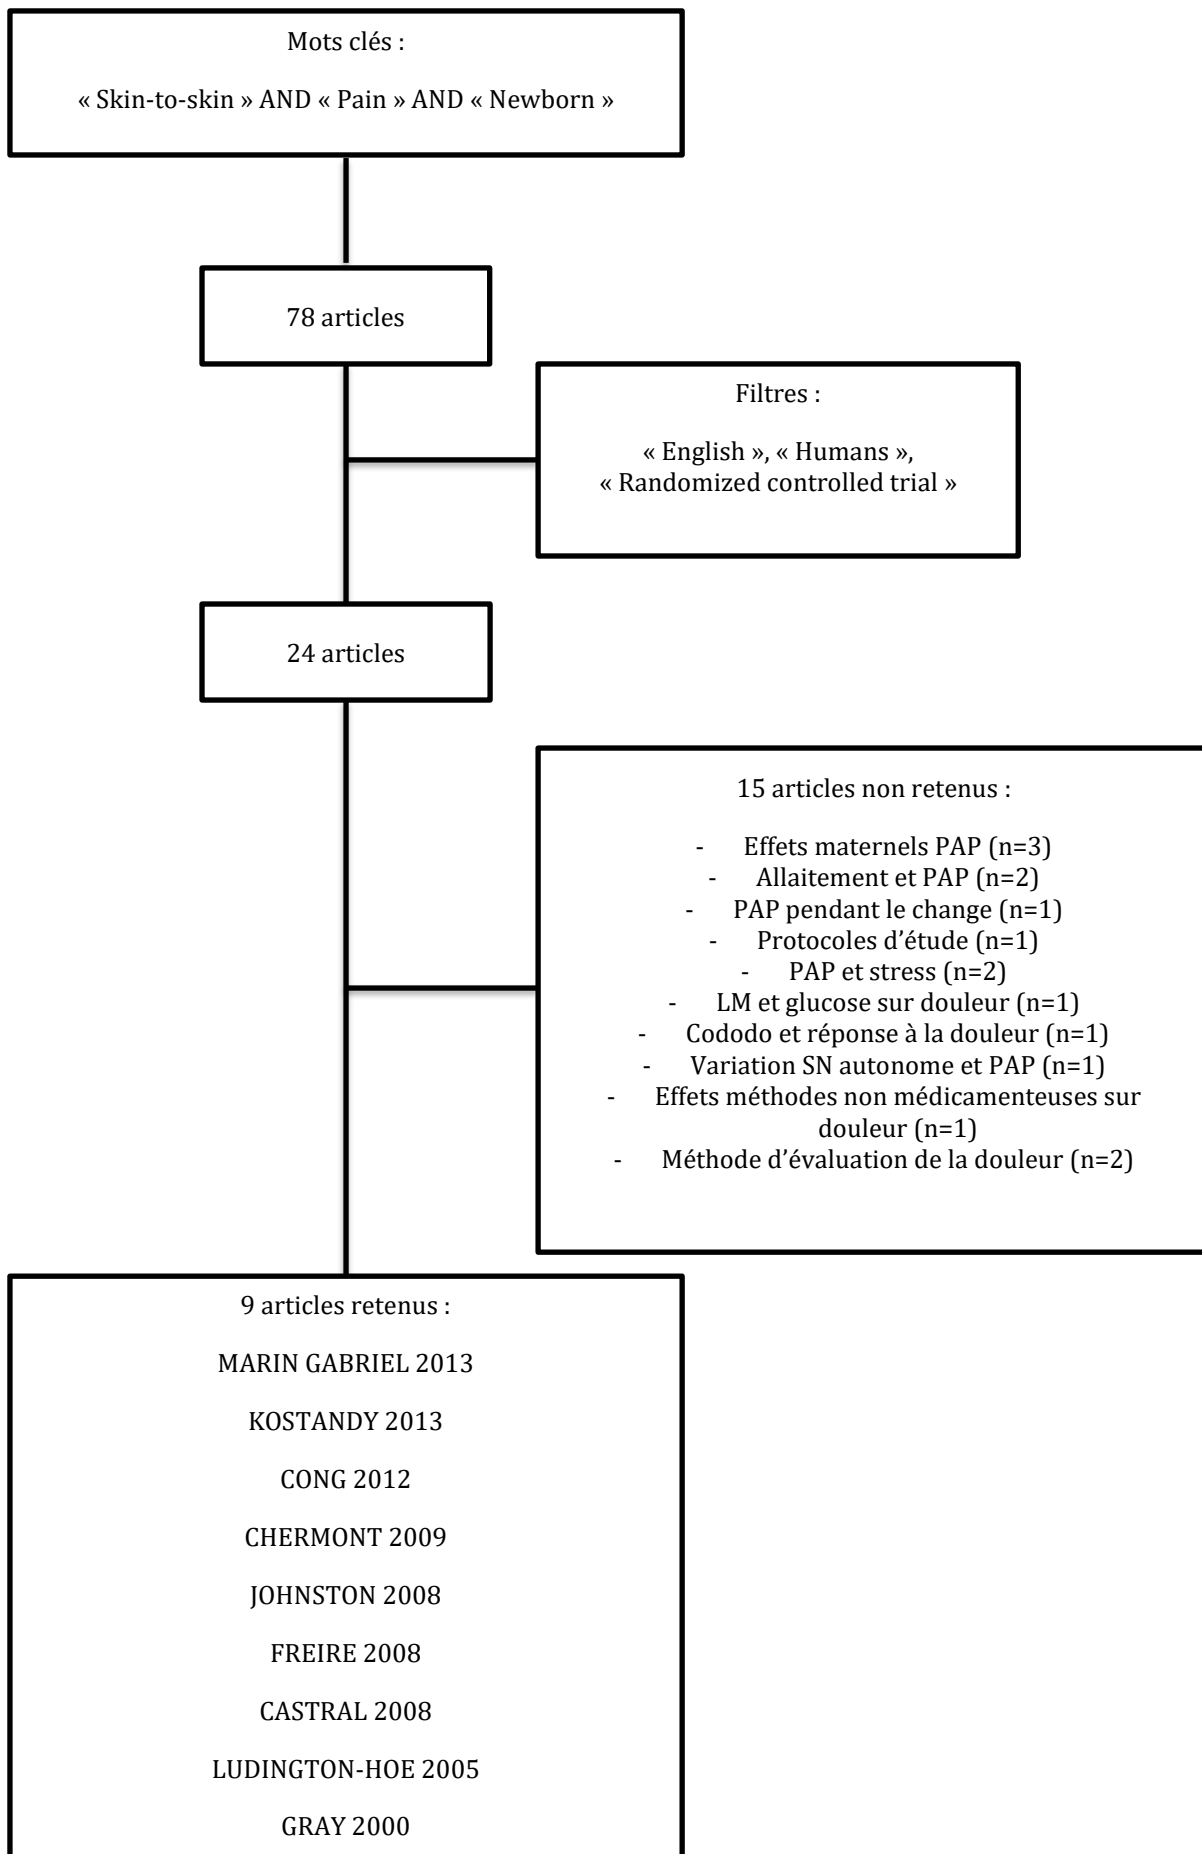 Mots clés :
« Skin-to-skin » AND « Pain » AND « Newborn »
78 articles
Filtres :
« English », « Humans »,
« Randomized controlled trial »
24 articles
15 articles non retenus :
- Effets maternels PAP (n=3)
- Allaitement et PAP (n=2)
- PAP pendant le change (n=1)
- Protocoles d’étude (n=1)
- PAP et stress (n=2)
- LM et glucose sur douleur (n=1)
- Cododo et réponse à la douleur (n=1)
- Variation SN autonome et PAP (n=1)
- Effets méthodes non médicamenteuses sur
douleur (n=1)
- Méthode d’évaluation de la douleur (n=2)
9 articles retenus :
MARIN GABRIEL 2013
KOSTANDY 2013
CONG 2012
CHERMONT 2009
JOHNSTON 2008
FREIRE 2008
CASTRAL 2008
LUDINGTON-HOE 2005
GRAY 2000